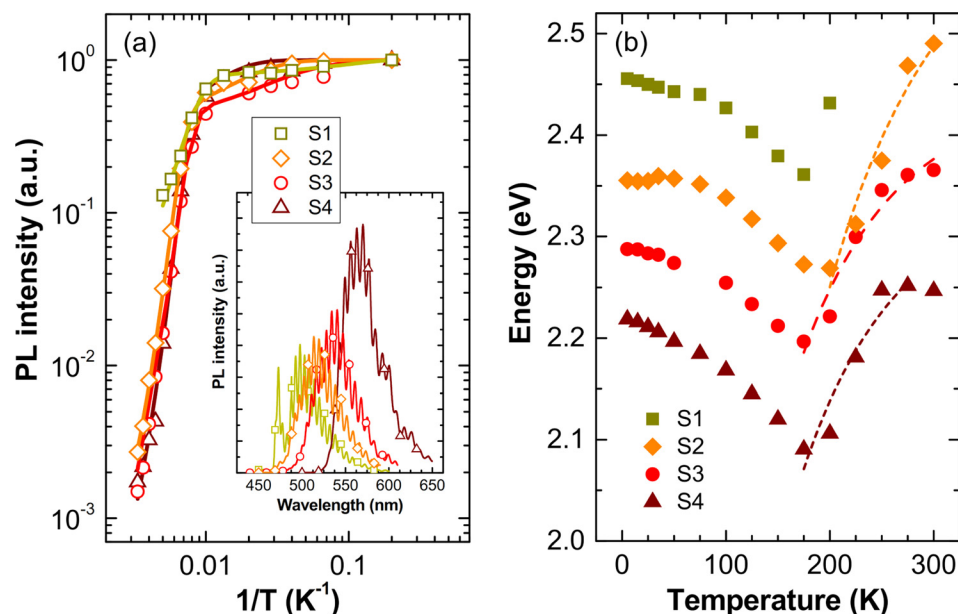 (a)
10⁰
10⁻¹
10⁻²
10⁻³
PL intensity (a.u.)
S1
S2
S3
S4
PL intensity (a.u.)
450 500 550 600 650
Wavelength (nm)
0.01 0.1
1/T (K⁻¹)
(b)
2.5
2.4
2.3
2.2
2.1
2.0
Energy (eV)
S1
S2
S3
S4
0 100 200 300
Temperature (K)